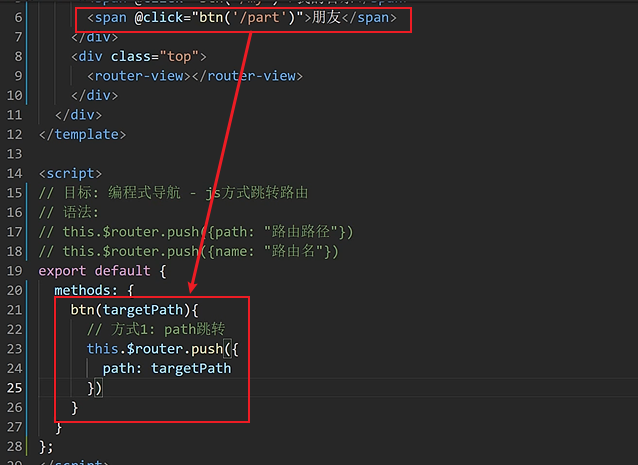 6 <span @click="btn('/part')">朋友</span>
7 </div>
8 <div class="top">
9 <router-view></router-view>
10 </div>
11 </div>
12 </template>
13
14 <script>
15 // 目标: 编程式导航 - js方式跳转路由
16 // 语法:
17 // this.$router.push({path: "路由路径"})
18 // this.$router.push({name: "路由名"})
19 export default {
20 methods: {
21 btn(targetPath){
22 // 方式1: path跳转
23 this.$router.push({
24 path: targetPath
25 })
26 }
27 }
28 };